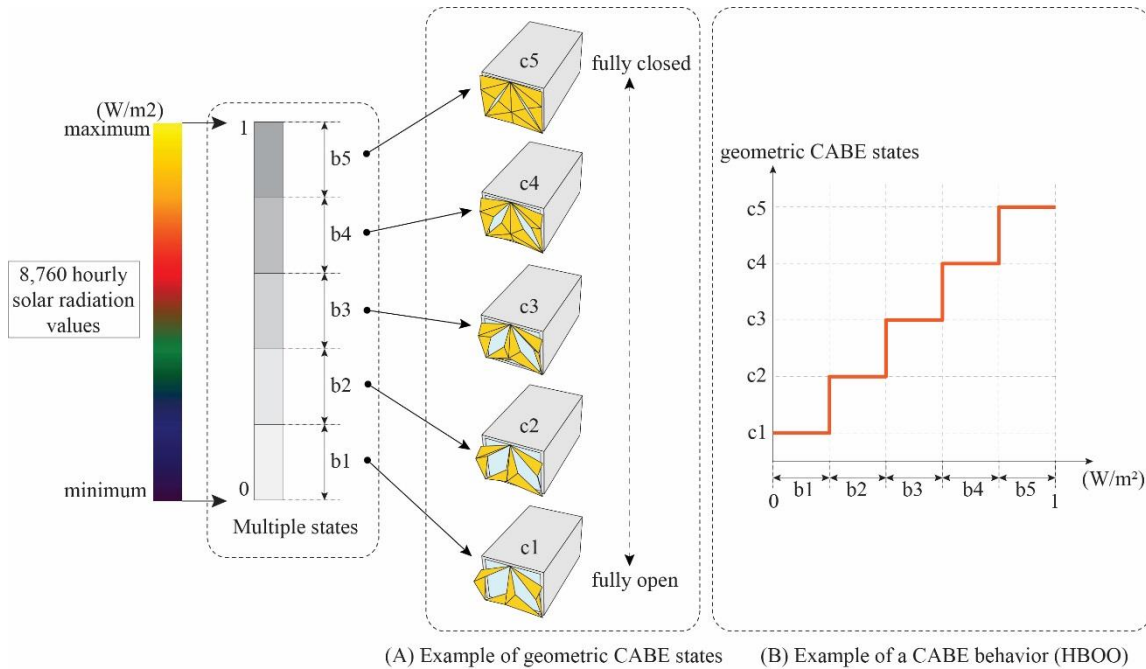 (W/m2)
maximum
8,760 hourly
solar radiation
values
minimum
1
b5
b4
b3
b2
b1
0
Multiple states
c5
fully closed
c4
c3
c2
c1
fully open
(A) Example of geometric CABE states
geometric CABE states
c5
c4
c3
c2
c1
b1 b2 b3 b4 b5
0 1
(W/m²)
(B) Example of a CABE behavior (HBOO)